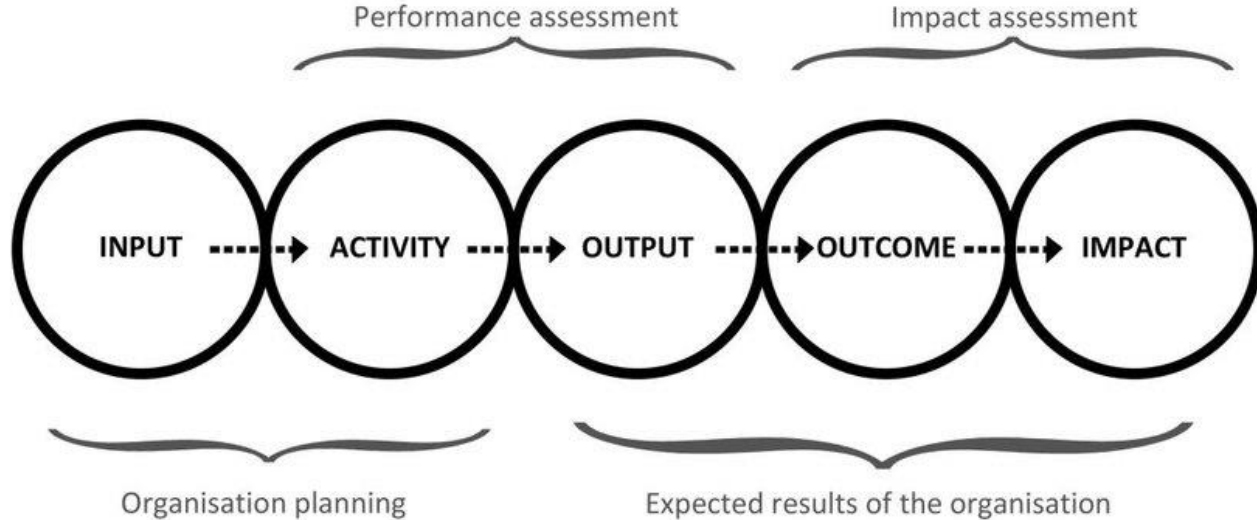 Performance assessment
Impact assessment
INPUT
ACTIVITY
OUTPUT
OUTCOME
IMPACT
Organisation planning
Expected results of the organisation